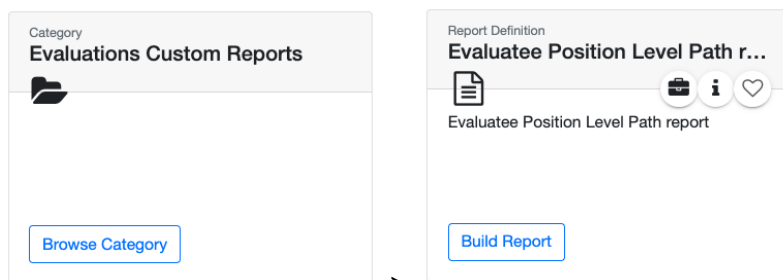 Category
Evaluations Custom Reports
Browse Category
Report Definition
Evaluatee Position Level Path r...
Evaluatee Position Level Path report
Build Report